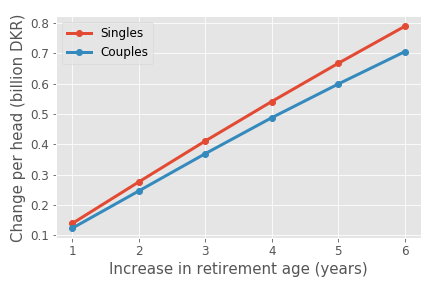 Change per head (billion DKR)
0.8
0.7
0.6
0.5
0.4
0.3
0.2
0.1
Singles
Couples
1 2 3 4 5 6
Increase in retirement age (years)